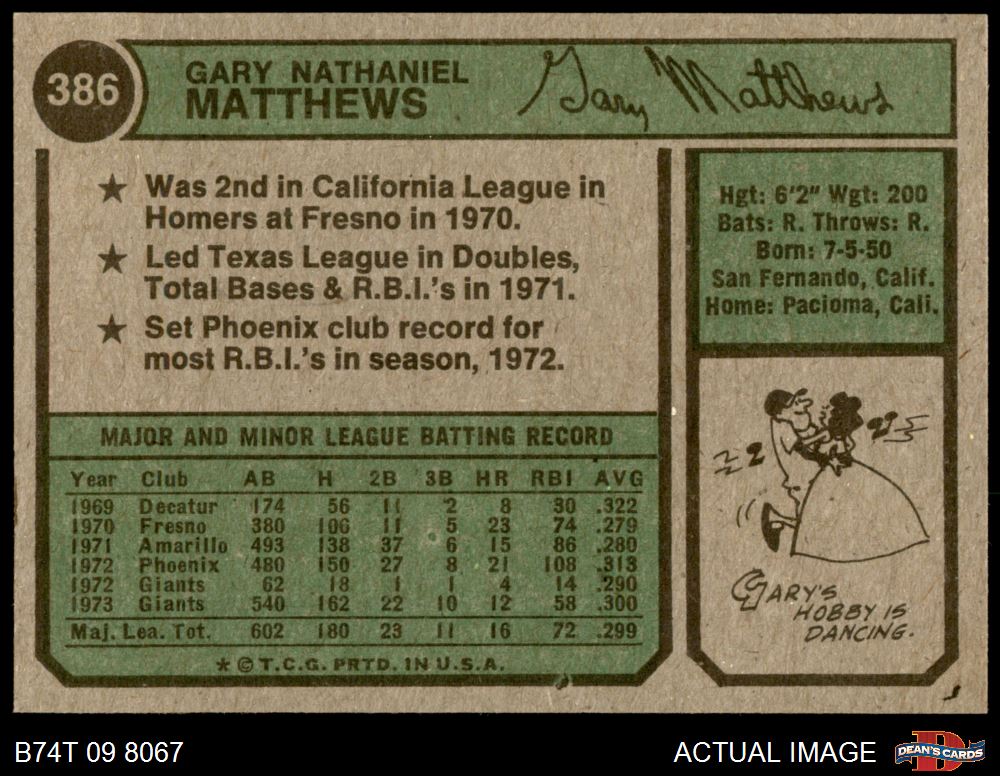 386
GARY NATHANIEL
MATTHEWS
Gary Matthews
★ Was 2nd in California League in
Homers at Fresno in 1970.
★ Led Texas League in Doubles,
Total Bases & R.B.I.'s in 1971.
★ Set Phoenix club record for
most R.B.I.'s in season, 1972.
Hgt: 6'2" Wgt: 200
Bats: R. Throws: R.
Born: 7-5-50
San Fernando, Calif.
Home: Pacioma, Cali.
MAJOR AND MINOR LEAGUE BATTING RECORD
Year Club AB H 2B 3B HR RBI AVG
1969 Decatur 174 56 11 2 8 30 .322
1970 Fresno 380 106 11 5 23 74 .279
1971 Amarillo 493 138 37 6 15 86 .280
1972 Phoenix 480 150 27 8 21 108 .313
1972 Giants 62 18 1 1 4 14 .290
1973 Giants 540 162 22 10 12 58 .300
Maj. Lea. Tot. 602 180 23 11 16 72 .299
★ © T.C.G. PRTD. IN U.S.A.
GARY'S
HOBBY IS
DANCING.
B74T 09 8067
ACTUAL IMAGE
DEAN'S CARDS